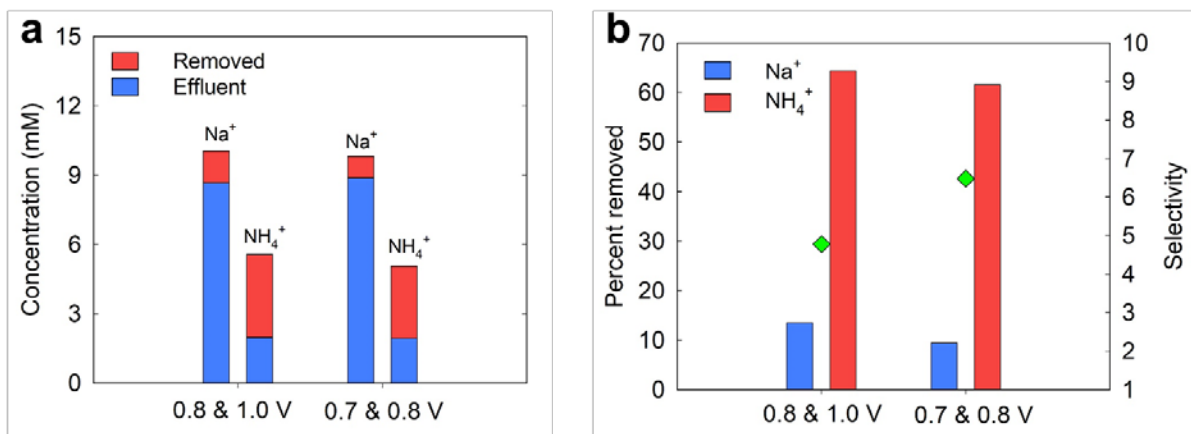 a
15
12
9
6
3
0
Concentration (mM)
Removed
Effluent
Na⁺
NH₄⁺
Na⁺
NH₄⁺
0.8 & 1.0 V
0.7 & 0.8 V
b
70
60
50
40
30
20
10
0
Percent removed
Na⁺
NH₄⁺
0.8 & 1.0 V
0.7 & 0.8 V
10
9
8
7
6
5
4
3
2
1
Selectivity